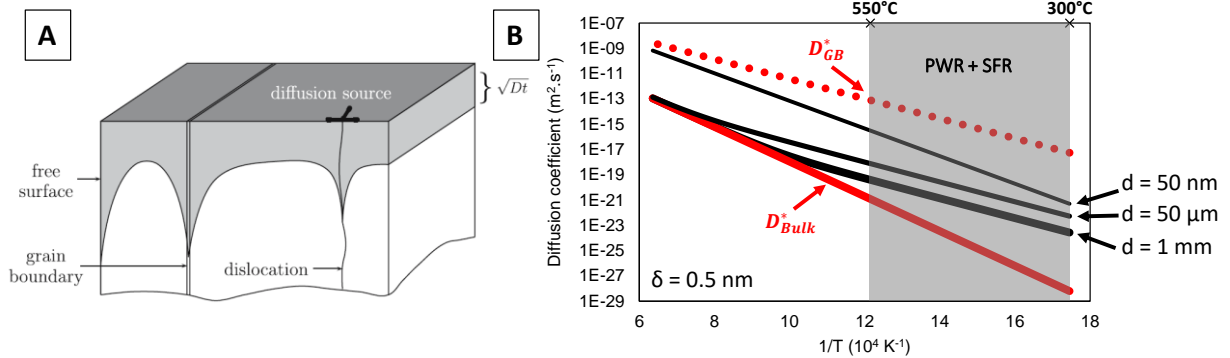 A
diffusion source
√Dt
free
surface
grain
boundary
dislocation
B
550°C
300°C
Diffusion coefficient (m².s⁻¹)
1E-07
1E-09
1E-11
1E-13
1E-15
1E-17
1E-19
1E-21
1E-23
1E-25
1E-27
1E-29
D*GB
PWR + SFR
D*Bulk
δ = 0.5 nm
d = 50 nm
d = 50 µm
d = 1 mm
6 8 10 12 14 16 18
1/T (10⁴ K⁻¹)